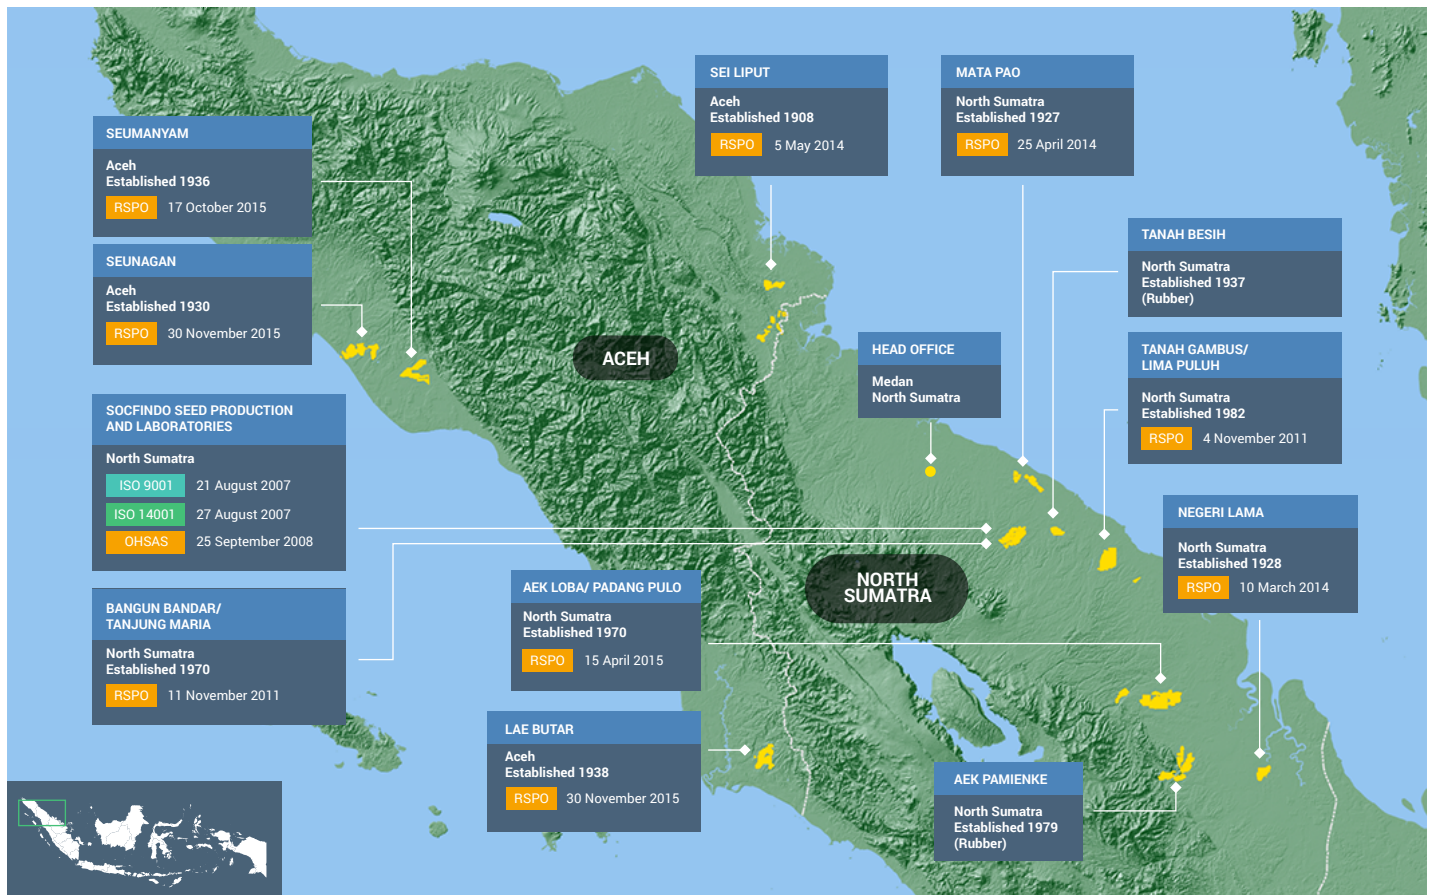 SEUMANYAM
Aceh
Established 1936
RSPO 17 October 2015
SEUNAGAN
Aceh
Established 1930
RSPO 30 November 2015
SOCFINDO SEED PRODUCTION
AND LABORATORIES
North Sumatra
ISO 9001 21 August 2007
ISO 14001 27 August 2007
OHSAS 25 September 2008
BANGUN BANDAR/
TANJUNG MARIA
North Sumatra
Established 1970
RSPO 11 November 2011
SEI LIPUT
Aceh
Established 1908
RSPO 5 May 2014
MATA PAO
North Sumatra
Established 1927
RSPO 25 April 2014
TANAH BESIH
North Sumatra
Established 1937
(Rubber)
TANAH GAMBUS/
LIMA PULUH
North Sumatra
Established 1982
RSPO 4 November 2011
HEAD OFFICE
Medan
North Sumatra
ACEH
NORTH
SUMATRA
NEGERI LAMA
North Sumatra
Established 1928
RSPO 10 March 2014
AEK LOBA/ PADANG PULO
North Sumatra
Established 1970
RSPO 15 April 2015
LAE BUTAR
Aceh
Established 1938
RSPO 30 November 2015
AEK PAMIENKE
North Sumatra
Established 1979
(Rubber)